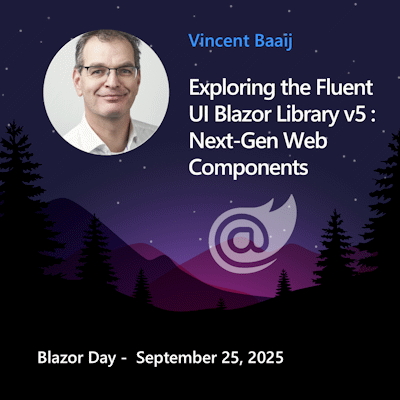 Vincent Baaij
Exploring the Fluent
UI Blazor Library v5 :
Next-Gen Web
Components
@
Blazor Day - September 25, 2025